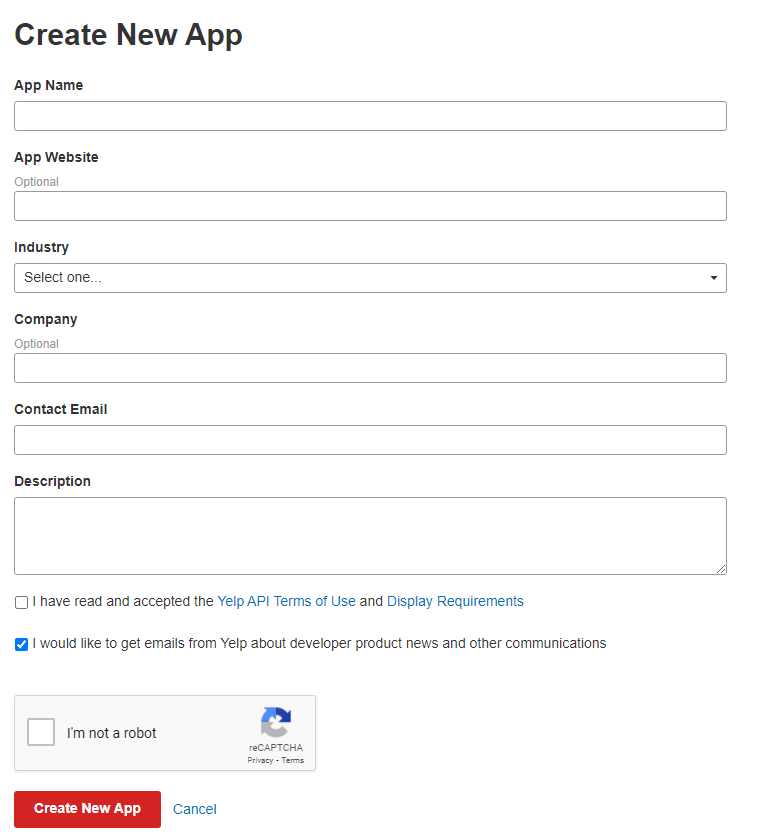 Create New App
App Name
App Website
Optional
Industry
Select one...
Company
Optional
Contact Email
Description
I have read and accepted the Yelp API Terms of Use and Display Requirements
I would like to get emails from Yelp about developer product news and other communications
I'm not a robot
reCAPTCHA
Privacy - Terms
Create New App Cancel